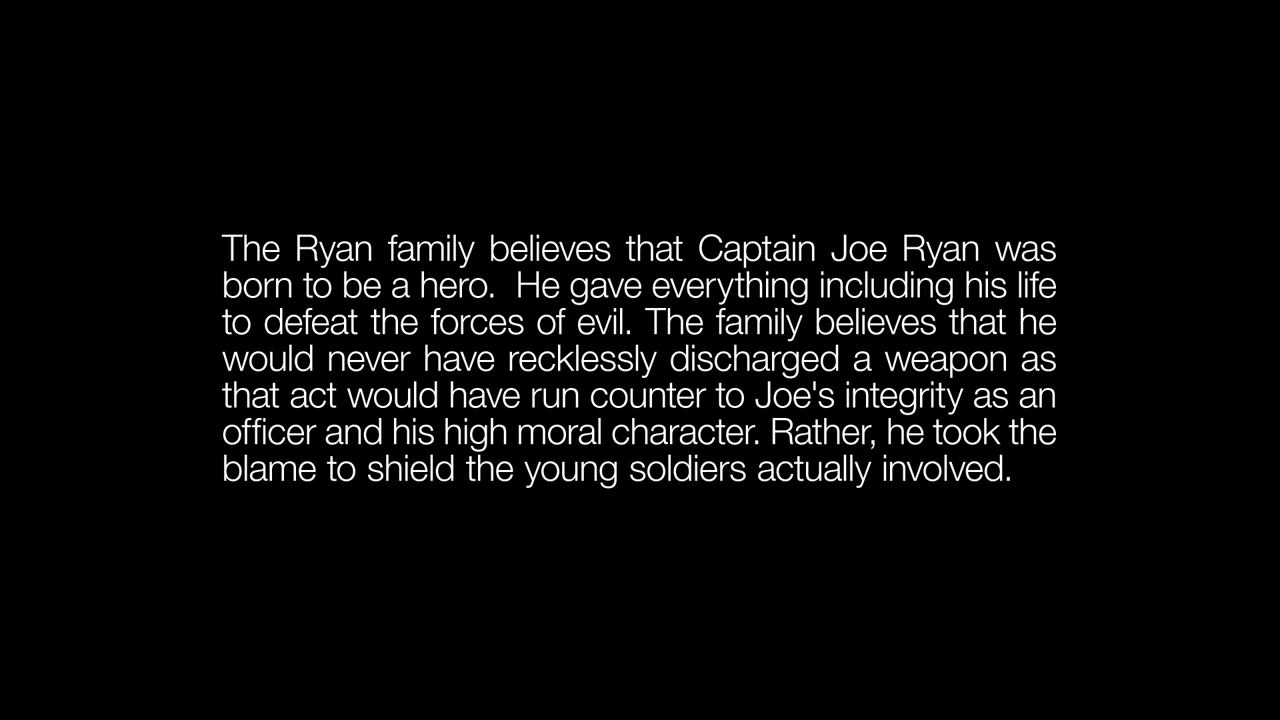 The Ryan family believes that Captain Joe Ryan was
born to be a hero.  He gave everything including his life
to defeat the forces of evil. The family believes that he
would never have recklessly discharged a weapon as
that act would have run counter to Joe's integrity as an
officer and his high moral character. Rather, he took the
blame to shield the young soldiers actually involved.